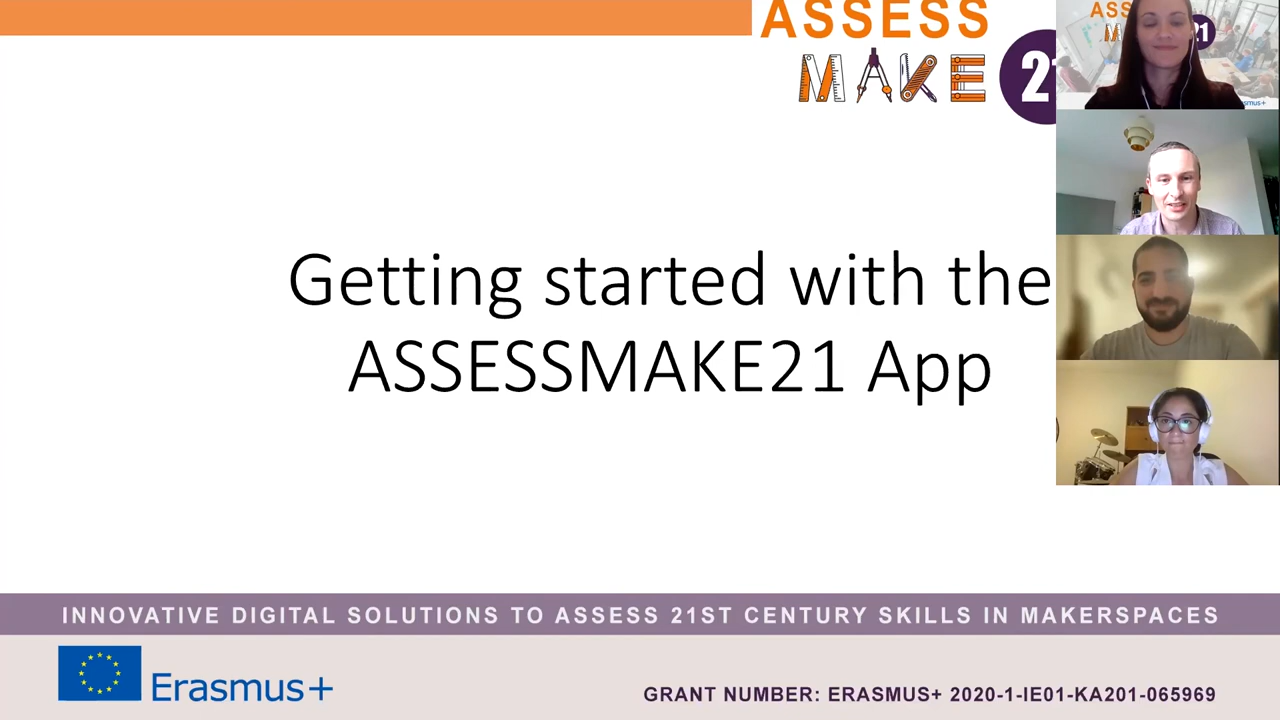 ASSESS
MAKE 21
Getting started with the
ASSESSMAKE21 App
INNOVATIVE DIGITAL SOLUTIONS TO ASSESS 21ST CENTURY SKILLS IN MAKERSPACES
Erasmus+
GRANT NUMBER: ERASMUS+ 2020-1-IE01-KA201-065969